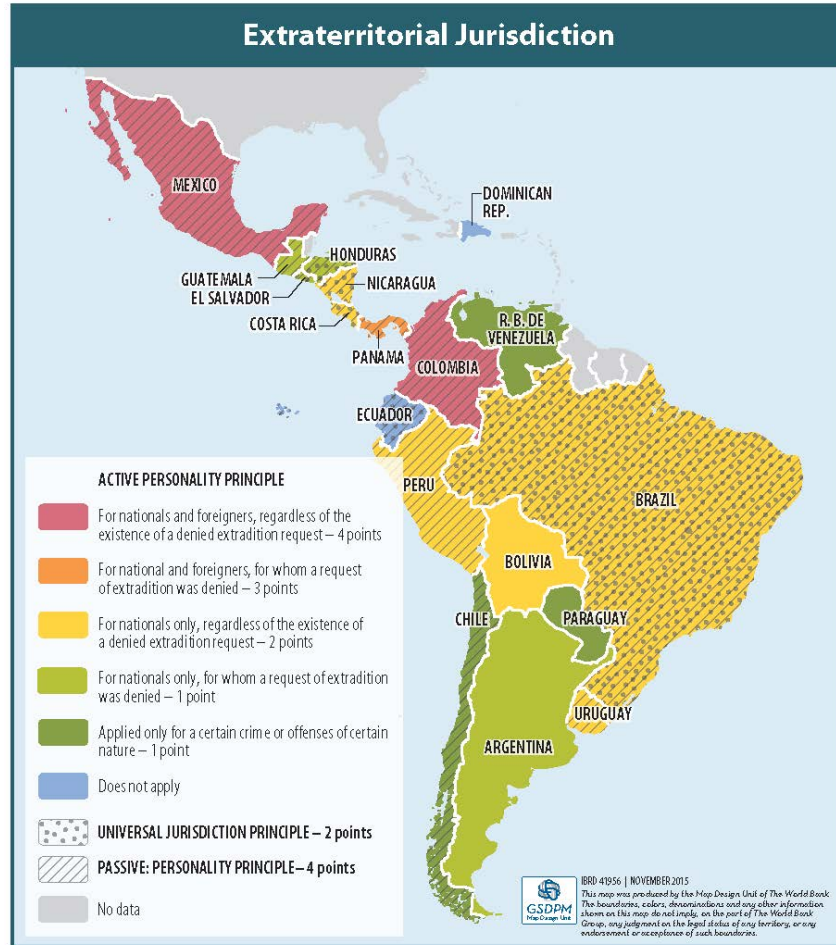 Extraterritorial Jurisdiction
MEXICO
DOMINICAN
REP.
HONDURAS
GUATEMALA
EL SALVADOR
NICARAGUA
COSTA RICA
R. B. DE
VENEZUELA
PANAMA
COLOMBIA
ECUADOR
PERU
BRAZIL
BOLIVIA
CHILE
PARAGUAY
URUGUAY
ARGENTINA
ACTIVE PERSONALITY PRINCIPLE
For nationals and foreigners, regardless of the
existence of a denied extradition request – 4 points
For national and foreigners, for whom a request
of extradition was denied – 3 points
For nationals only, regardless of the existence of
a denied extradition request – 2 points
For nationals only, for whom a request of extradition
was denied – 1 point
Applied only for a certain crime or offenses of certain
nature – 1 point
Does not apply
UNIVERSAL JURISDICTION PRINCIPLE – 2 points
PASSIVE: PERSONALITY PRINCIPLE– 4 points
No data
GSDPM
Map Design Unit
IBRD 41956 | NOVEMBER 2015
This map was produced by the Map Design Unit of The World Bank.
The boundaries, colors, denominations and any other information
shown on this map do not imply, on the part of The World Bank
Group, any judgment on the legal status of any territory, or any
endorsement or acceptance of such boundaries.